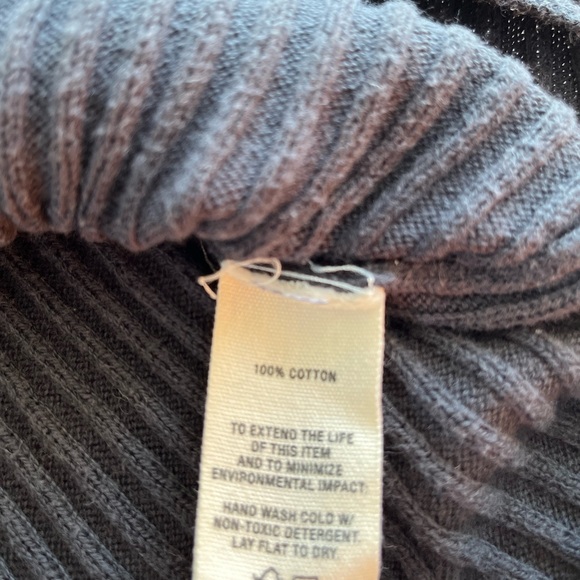 100% COTTON
TO EXTEND THE LIFE
OF THIS ITEM
AND TO MINIMIZE
ENVIRONMENTAL IMPACT
HAND WASH COLD W/
NON-TOXIC DETERGENT
LAY FLAT TO DRY.